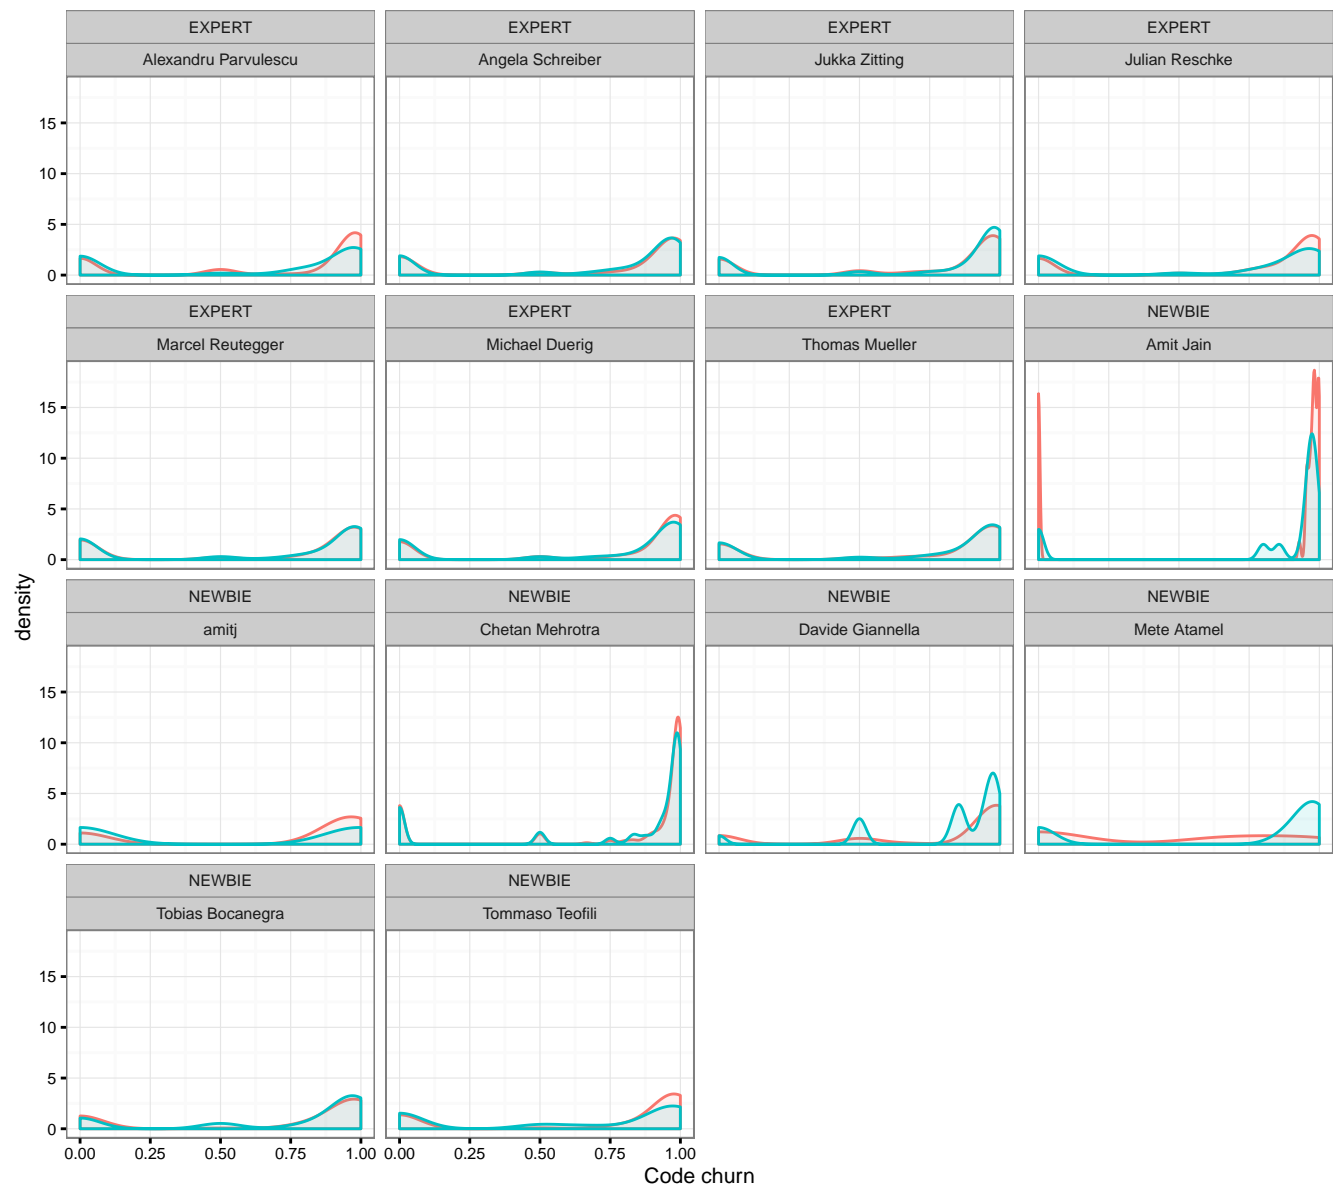 EXPERT EXPERT EXPERT EXPERT
Alexandru Parvulescu Angela Schreiber Jukka Zitting Julian Reschke
15
10
5
0
EXPERT EXPERT EXPERT NEWBIE
Marcel Reutegger Michael Duerig Thomas Mueller Amit Jain
15
10
5
0
density
NEWBIE NEWBIE NEWBIE NEWBIE
amitj Chetan Mehrotra Davide Giannella Mete Atamel
15
10
5
0
NEWBIE NEWBIE
Tobias Bocanegra Tommaso Teofili
15
10
5
0
0.00 0.25 0.50 0.75 1.00 0.00 0.25 0.50 0.75 1.00
Code churn